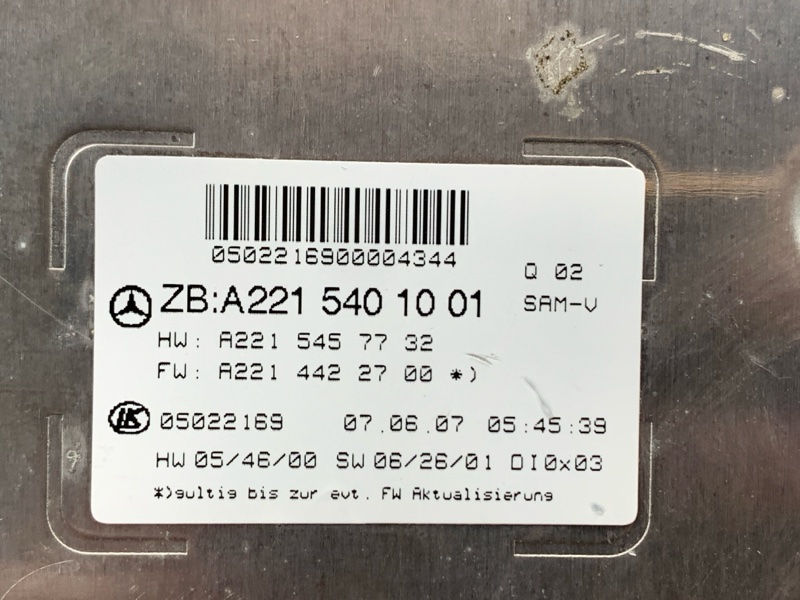 0502216900004344
Q 02
ZB:A221 540 10 01
SAM-V
HW: A221 545 77 32
FW: A221 442 27 00 *)
05022169 07.06.07 05:45:39
HW 05/46/00 SW 06/26/01 DI0x03
*)gultig bis zur evt. FW Aktualisierung